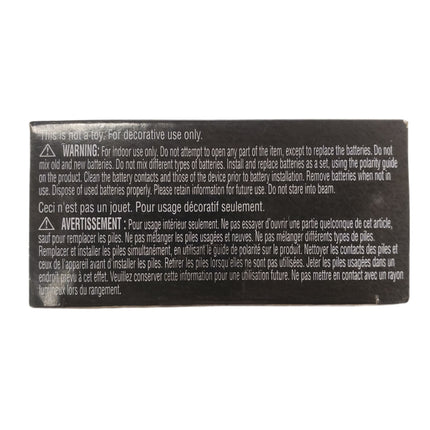 This is not a toy. For decorative use only.
⚠ WARNING: For indoor use only. Do not attempt to open any part of the item, except to replace the batteries. Do not
mix old and new batteries. Do not mix different types of batteries. Install and replace batteries as a set, using the polarity guide
on the product. Clean the battery contacts and those of the device prior to battery installation. Remove batteries when not in
use. Dispose of used batteries properly. Please retain information for future use. Do not stare into beam.
Ceci n'est pas un jouet. Pour usage décoratif seulement.
⚠ AVERTISSEMENT : Pour usage intérieur seulement. Ne pas essayer d'ouvrir une partie quelconque de cet article,
sauf pour remplacer les piles. Ne pas mélanger piles usagées et neuves. Ne pas mélanger différents types de piles.
Remplacer et installer les piles simultanément, en utilisant le guide de polarité sur le produit. Nettoyer les contacts des piles et
ceux de l'appareil avant d'installer les piles. Retirer les piles lorsqu'elles ne sont pas utilisées. Jeter les piles usagées dans un
endroit prévu à cet effet. Veuillez conserver cette information pour une utilisation future. Ne pas mettre en contact avec un rayon
lumineux lors du rangement.